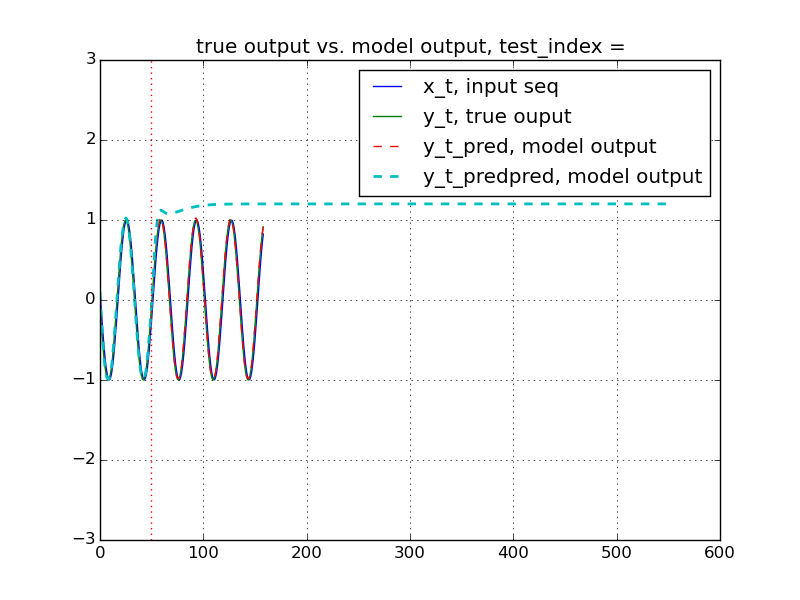 true output vs. model output, test_index =
x_t, input seq
y_t, true ouput
y_t_pred, model output
y_t_predpred, model output
3
2
1
0
−1
−2
−3
0 100 200 300 400 500 600